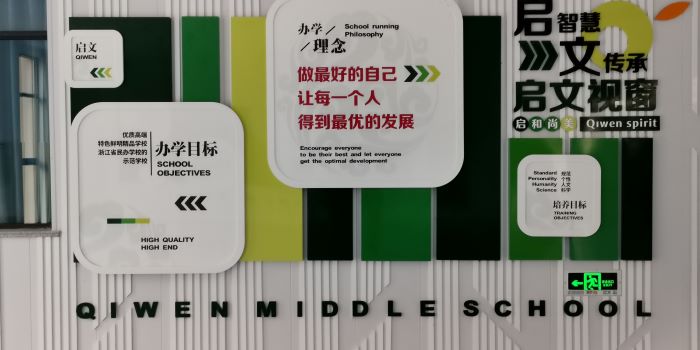 启文
QIWEN
优质高端
特色鲜明精品学校
浙江省民办学校的
示范学校
办学目标
SCHOOL
OBJECTIVES
HIGH QUALITY
HIGH END
办学/
/理念
School running
Philosophy
做最好的自己
让每一个人
得到最优的发展
Encourage everyone
to be their best and let everyone
get the optimal development
启智慧
文传承
启文视窗
启和尚美 Qiwen spirit
Standard 规范
Personality 个性
Humanity 人文
Science 科学
培养目标
TRAINING
OBJECTIVES
QIWEN MIDDLE SCHOOL